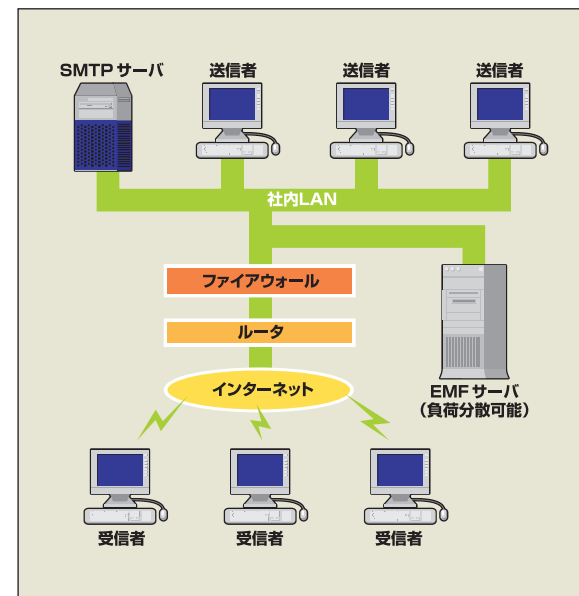 SMTPサーバ
送信者
送信者
送信者
社内LAN
ファイアウォール
ルータ
インターネット
EMFサーバ
（負荷分散可能）
受信者
受信者
受信者